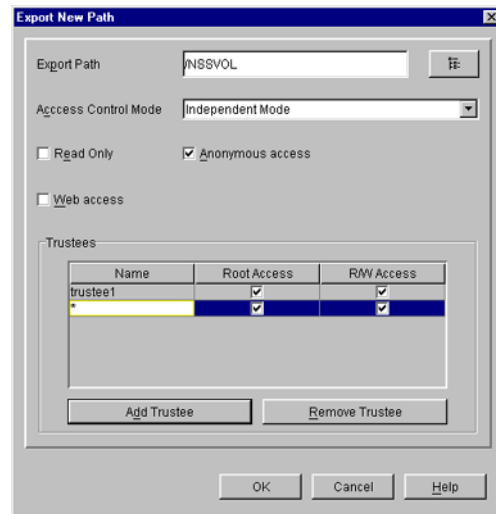 Export New Path
Export Path /NSSVOL
Acccess Control Mode Independent Mode
Read Only Anonymous access
Web access
Trustees
Name Root Access R/W Access
trustee1
*
Add Trustee Remove Trustee
OK Cancel Help